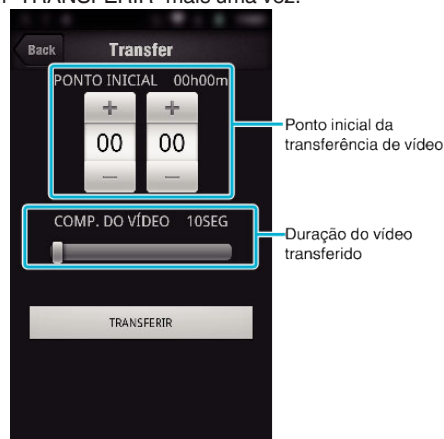 "TRANSFERIR" mais uma vez.
Back
Transfer
PONTO INICIAL 00h00m
+ +
00 00
— —
Ponto inicial da
transferência de vídeo
COMP. DO VÍDEO 10SEG
Duração do vídeo
transferido
TRANSFERIR